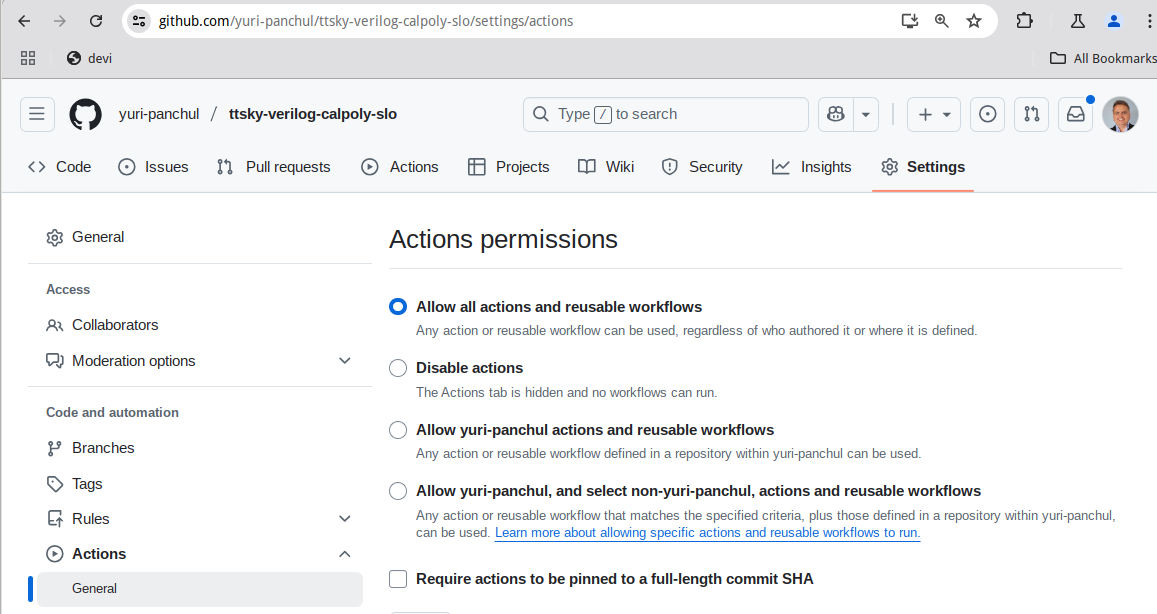 github.com/yuri-panchul/ttsky-verilog-calpoly-slo/settings/actions
devi
All Bookmarks
yuri-panchul / ttsky-verilog-calpoly-slo
Type / to search
Code
Issues
Pull requests
Actions
Projects
Wiki
Security
Insights
Settings
General
Access
Collaborators
Moderation options
Code and automation
Branches
Tags
Rules
Actions
General
Actions permissions
Allow all actions and reusable workflows
Any action or reusable workflow can be used, regardless of who authored it or where it is defined.
Disable actions
The Actions tab is hidden and no workflows can run.
Allow yuri-panchul actions and reusable workflows
Any action or reusable workflow defined in a repository within yuri-panchul can be used.
Allow yuri-panchul, and select non-yuri-panchul, actions and reusable workflows
Any action or reusable workflow that matches the specified criteria, plus those defined in a repository within yuri-panchul,
can be used. Learn more about allowing specific actions and reusable workflows to run.
Require actions to be pinned to a full-length commit SHA